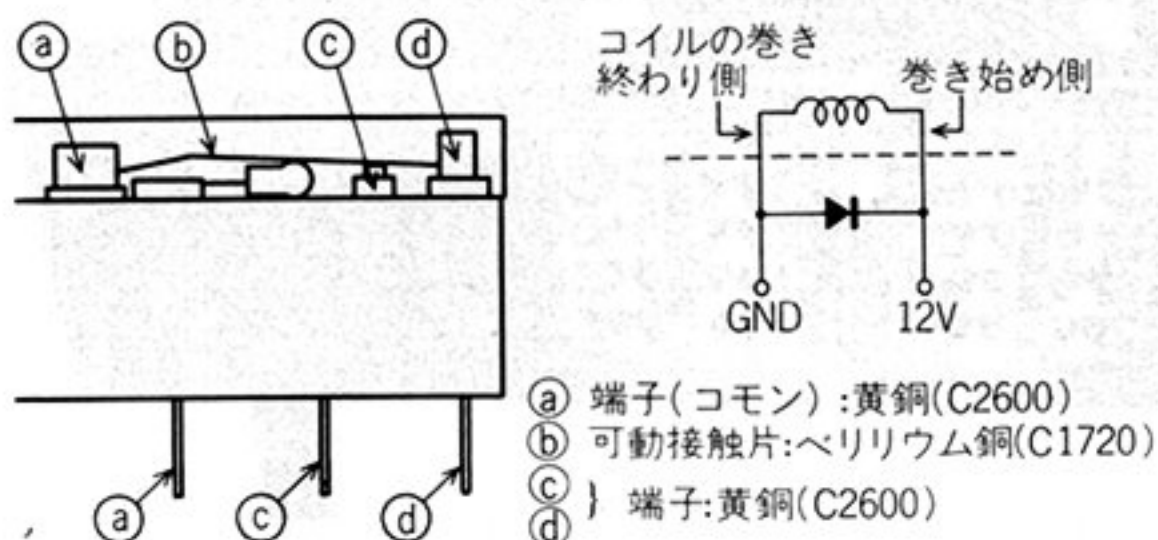 ⓐ ⓑ ⓒ ⓓ
コイルの巻き
終わり側
巻き始め側
GND 12V
ⓐ ⓒ ⓓ
ⓐ 端子(コモン):黄銅(C2600)
ⓑ 可動接触片:ベリリウム銅(C1720)
ⓒ
ⓓ } 端子:黄銅(C2600)